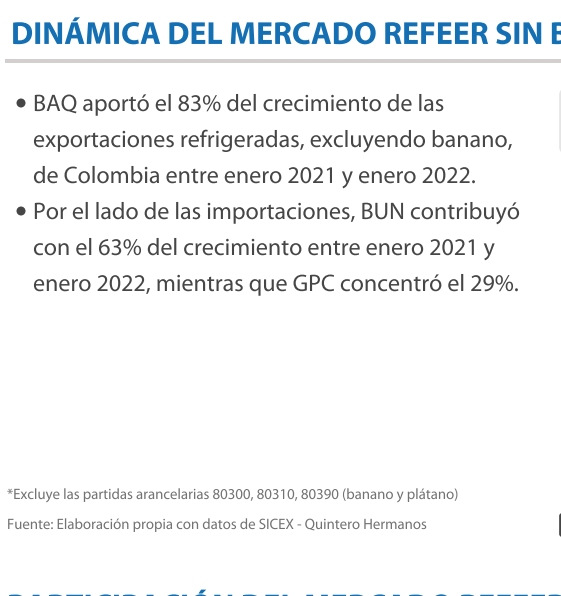 DINÁMICA DEL MERCADO REFEER SIN
• BAQ aportó el 83% del crecimiento de las
exportaciones refrigeradas, excluyendo banano,
de Colombia entre enero 2021 y enero 2022.
• Por el lado de las importaciones, BUN contribuyó
con el 63% del crecimiento entre enero 2021 y
enero 2022, mientras que GPC concentró el 29%.
*Excluye las partidas arancelarias 80300, 80310, 80390 (banano y plátano)
Fuente: Elaboración propia con datos de SICEX - Quintero Hermanos